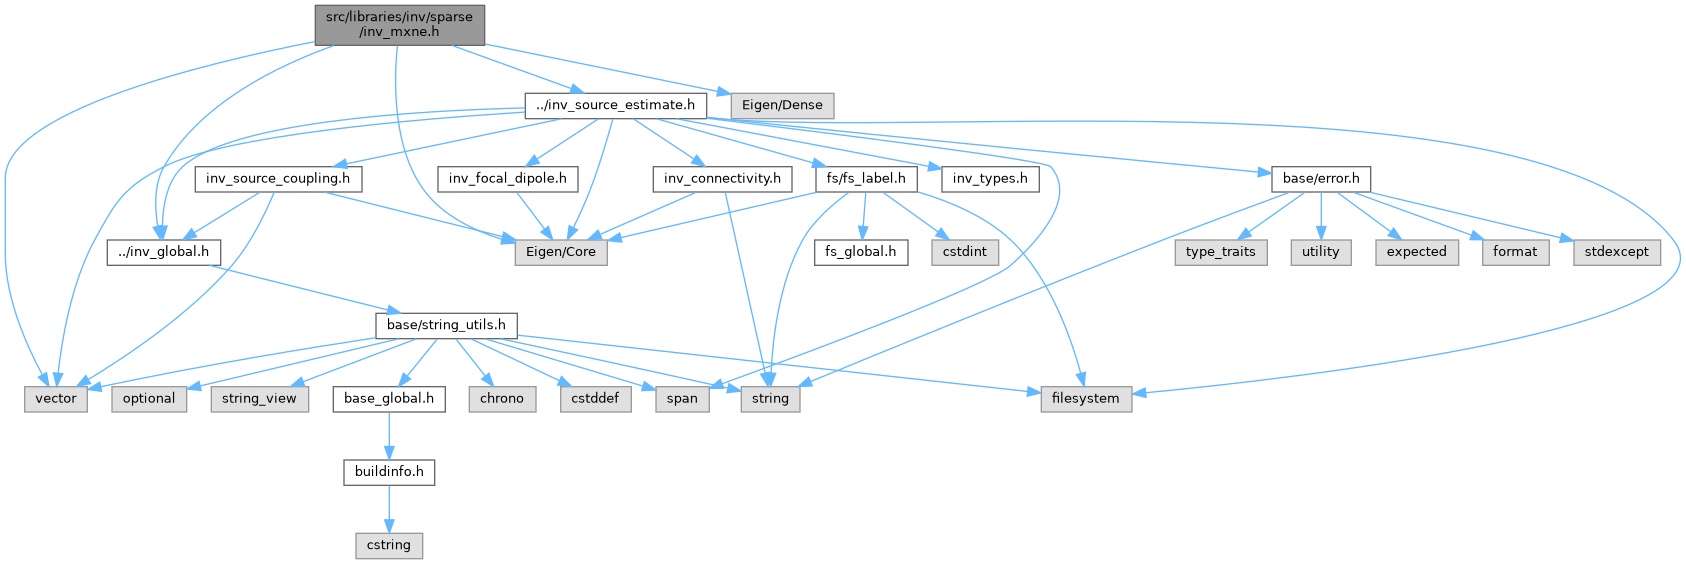 src/libraries/inv/sparse
/inv_mxne.h
../inv_source_estimate.h
Eigen/Dense
inv_source_coupling.h
inv_focal_dipole.h
inv_connectivity.h
fs/fs_label.h
inv_types.h
base/error.h
../inv_global.h
Eigen/Core
fs_global.h
cstdint
type_traits
utility
expected
format
stdexcept
base/string_utils.h
vector
optional
string_view
base_global.h
chrono
cstddef
span
string
filesystem
buildinfo.h
cstring